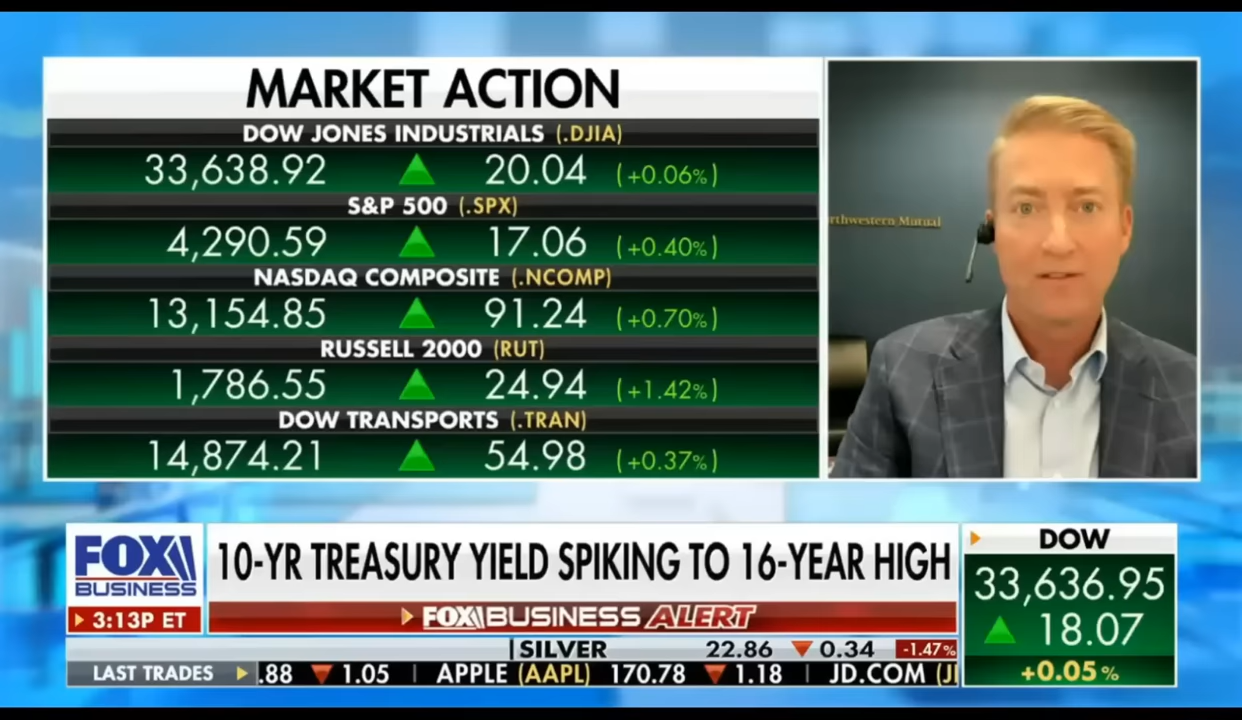 MARKET ACTION
DOW JONES INDUSTRIALS (.DJIA)
33,638.92 ▲ 20.04 (+0.06%)
S&P 500 (.SPX)
4,290.59 ▲ 17.06 (+0.40%)
NASDAQ COMPOSITE (.NCOMP)
13,154.85 ▲ 91.24 (+0.70%)
RUSSELL 2000 (RUT)
1,786.55 ▲ 24.94 (+1.42%)
DOW TRANSPORTS (.TRAN)
14,874.21 ▲ 54.98 (+0.37%)
rthwestern Mutual
FOX
BUSINESS
3:13P ET
10-YR TREASURY YIELD SPIKING TO 16-YEAR HIGH
FOX BUSINESS ALERT
DOW
33,636.95
▲ 18.07
+0.05%
SILVER 22.86 ▼ 0.34 -1.47%
LAST TRADES .88 ▼ 1.05 | APPLE (AAPL) 170.78 ▼ 1.18 | JD.COM (J